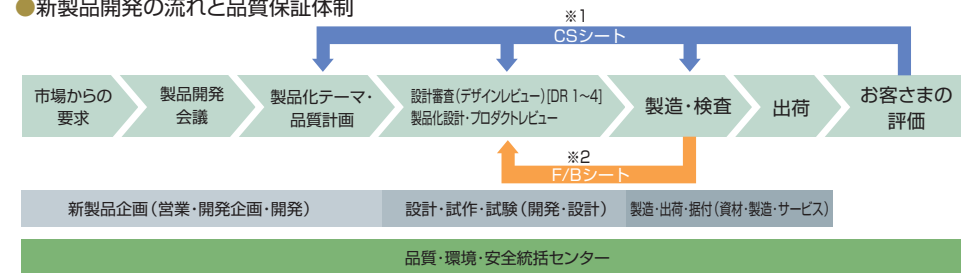 ●新製品開発の流れと品質保証体制
※1
CSシート
市場からの
要求
製品開発
会議
製品化テーマ・
品質計画
設計審査(デザインレビュー)[DR 1~4]
製品化設計・プロダクトレビュー
製造・検査
出荷
お客さまの
評価
※2
F/Bシート
新製品企画(営業・開発企画・開発)
設計・試作・試験(開発・設計)
製造・出荷・据付(資材・製造・サービス)
品質・環境・安全統括センター